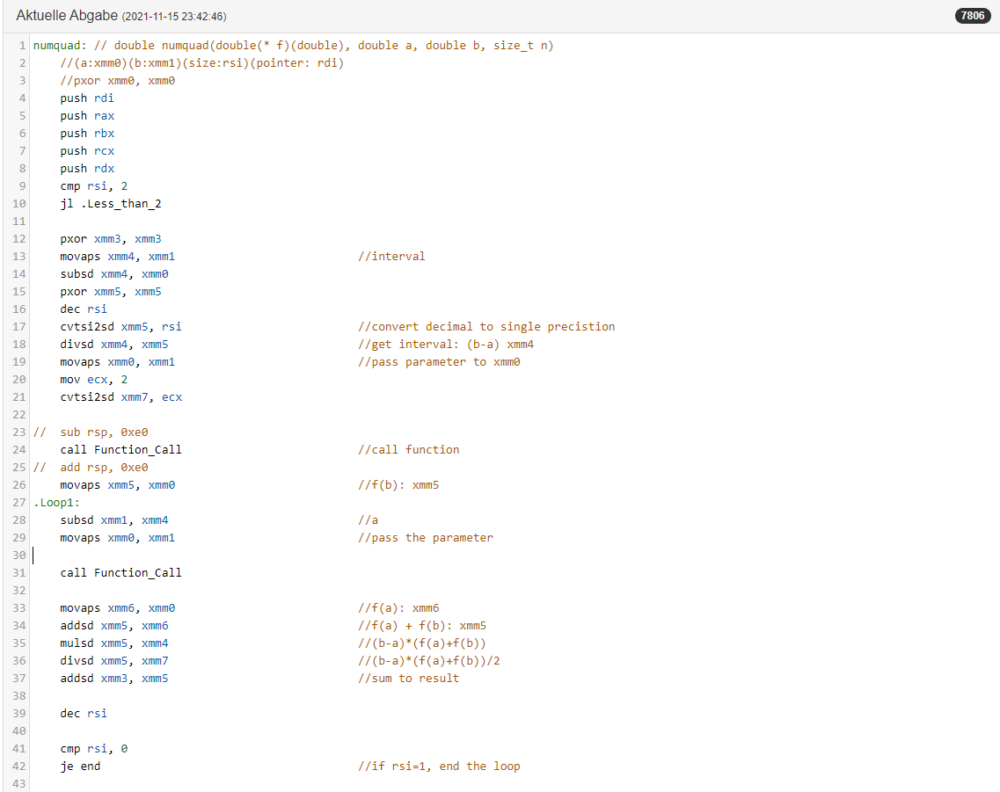 Aktuelle Abgabe (2021-11-15 23:42:46) 7806
1 numquad: // double numquad(double(* f)(double), double a, double b, size_t n)
2 //(a:xmm0)(b:xmm1)(size:rsi)(pointer: rdi)
3 //pxor xmm0, xmm0
4 push rdi
5 push rax
6 push rbx
7 push rcx
8 push rdx
9 cmp rsi, 2
10 jl .Less_than_2
11
12 pxor xmm3, xmm3
13 movaps xmm4, xmm1 //interval
14 subsd xmm4, xmm0
15 pxor xmm5, xmm5
16 dec rsi
17 cvtsi2sd xmm5, rsi //convert decimal to single precistion
18 divsd xmm4, xmm5 //get interval: (b-a) xmm4
19 movaps xmm0, xmm1 //pass parameter to xmm0
20 mov ecx, 2
21 cvtsi2sd xmm7, ecx
22
23 // sub rsp, 0xe0
24 call Function_Call //call function
25 // add rsp, 0xe0
26 movaps xmm5, xmm0 //f(b): xmm5
27 .Loop1:
28 subsd xmm1, xmm4 //a
29 movaps xmm0, xmm1 //pass the parameter
30
31 call Function_Call
32
33 movaps xmm6, xmm0 //f(a): xmm6
34 addsd xmm5, xmm6 //f(a) + f(b): xmm5
35 mulsd xmm5, xmm4 //(b-a)*(f(a)+f(b))
36 divsd xmm5, xmm7 //(b-a)*(f(a)+f(b))/2
37 addsd xmm3, xmm5 //sum to result
38
39 dec rsi
40
41 cmp rsi, 0
42 je end //if rsi=1, end the loop
43